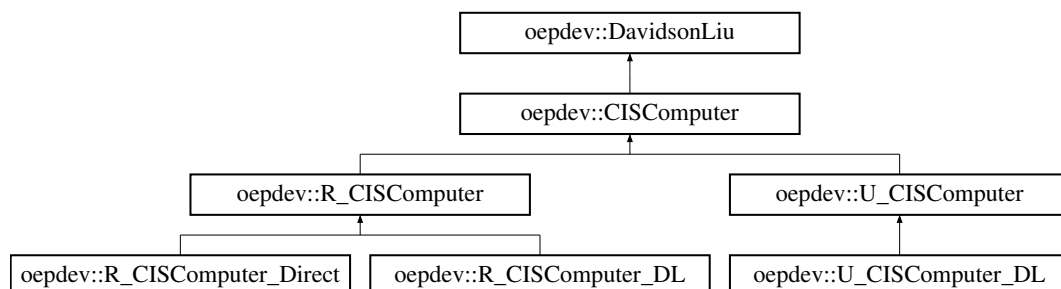 oepdev::DavidsonLiu
oepdev::CISComputer
oepdev::R_CISComputer
oepdev::U_CISComputer
oepdev::R_CISComputer_Direct
oepdev::R_CISComputer_DL
oepdev::U_CISComputer_DL